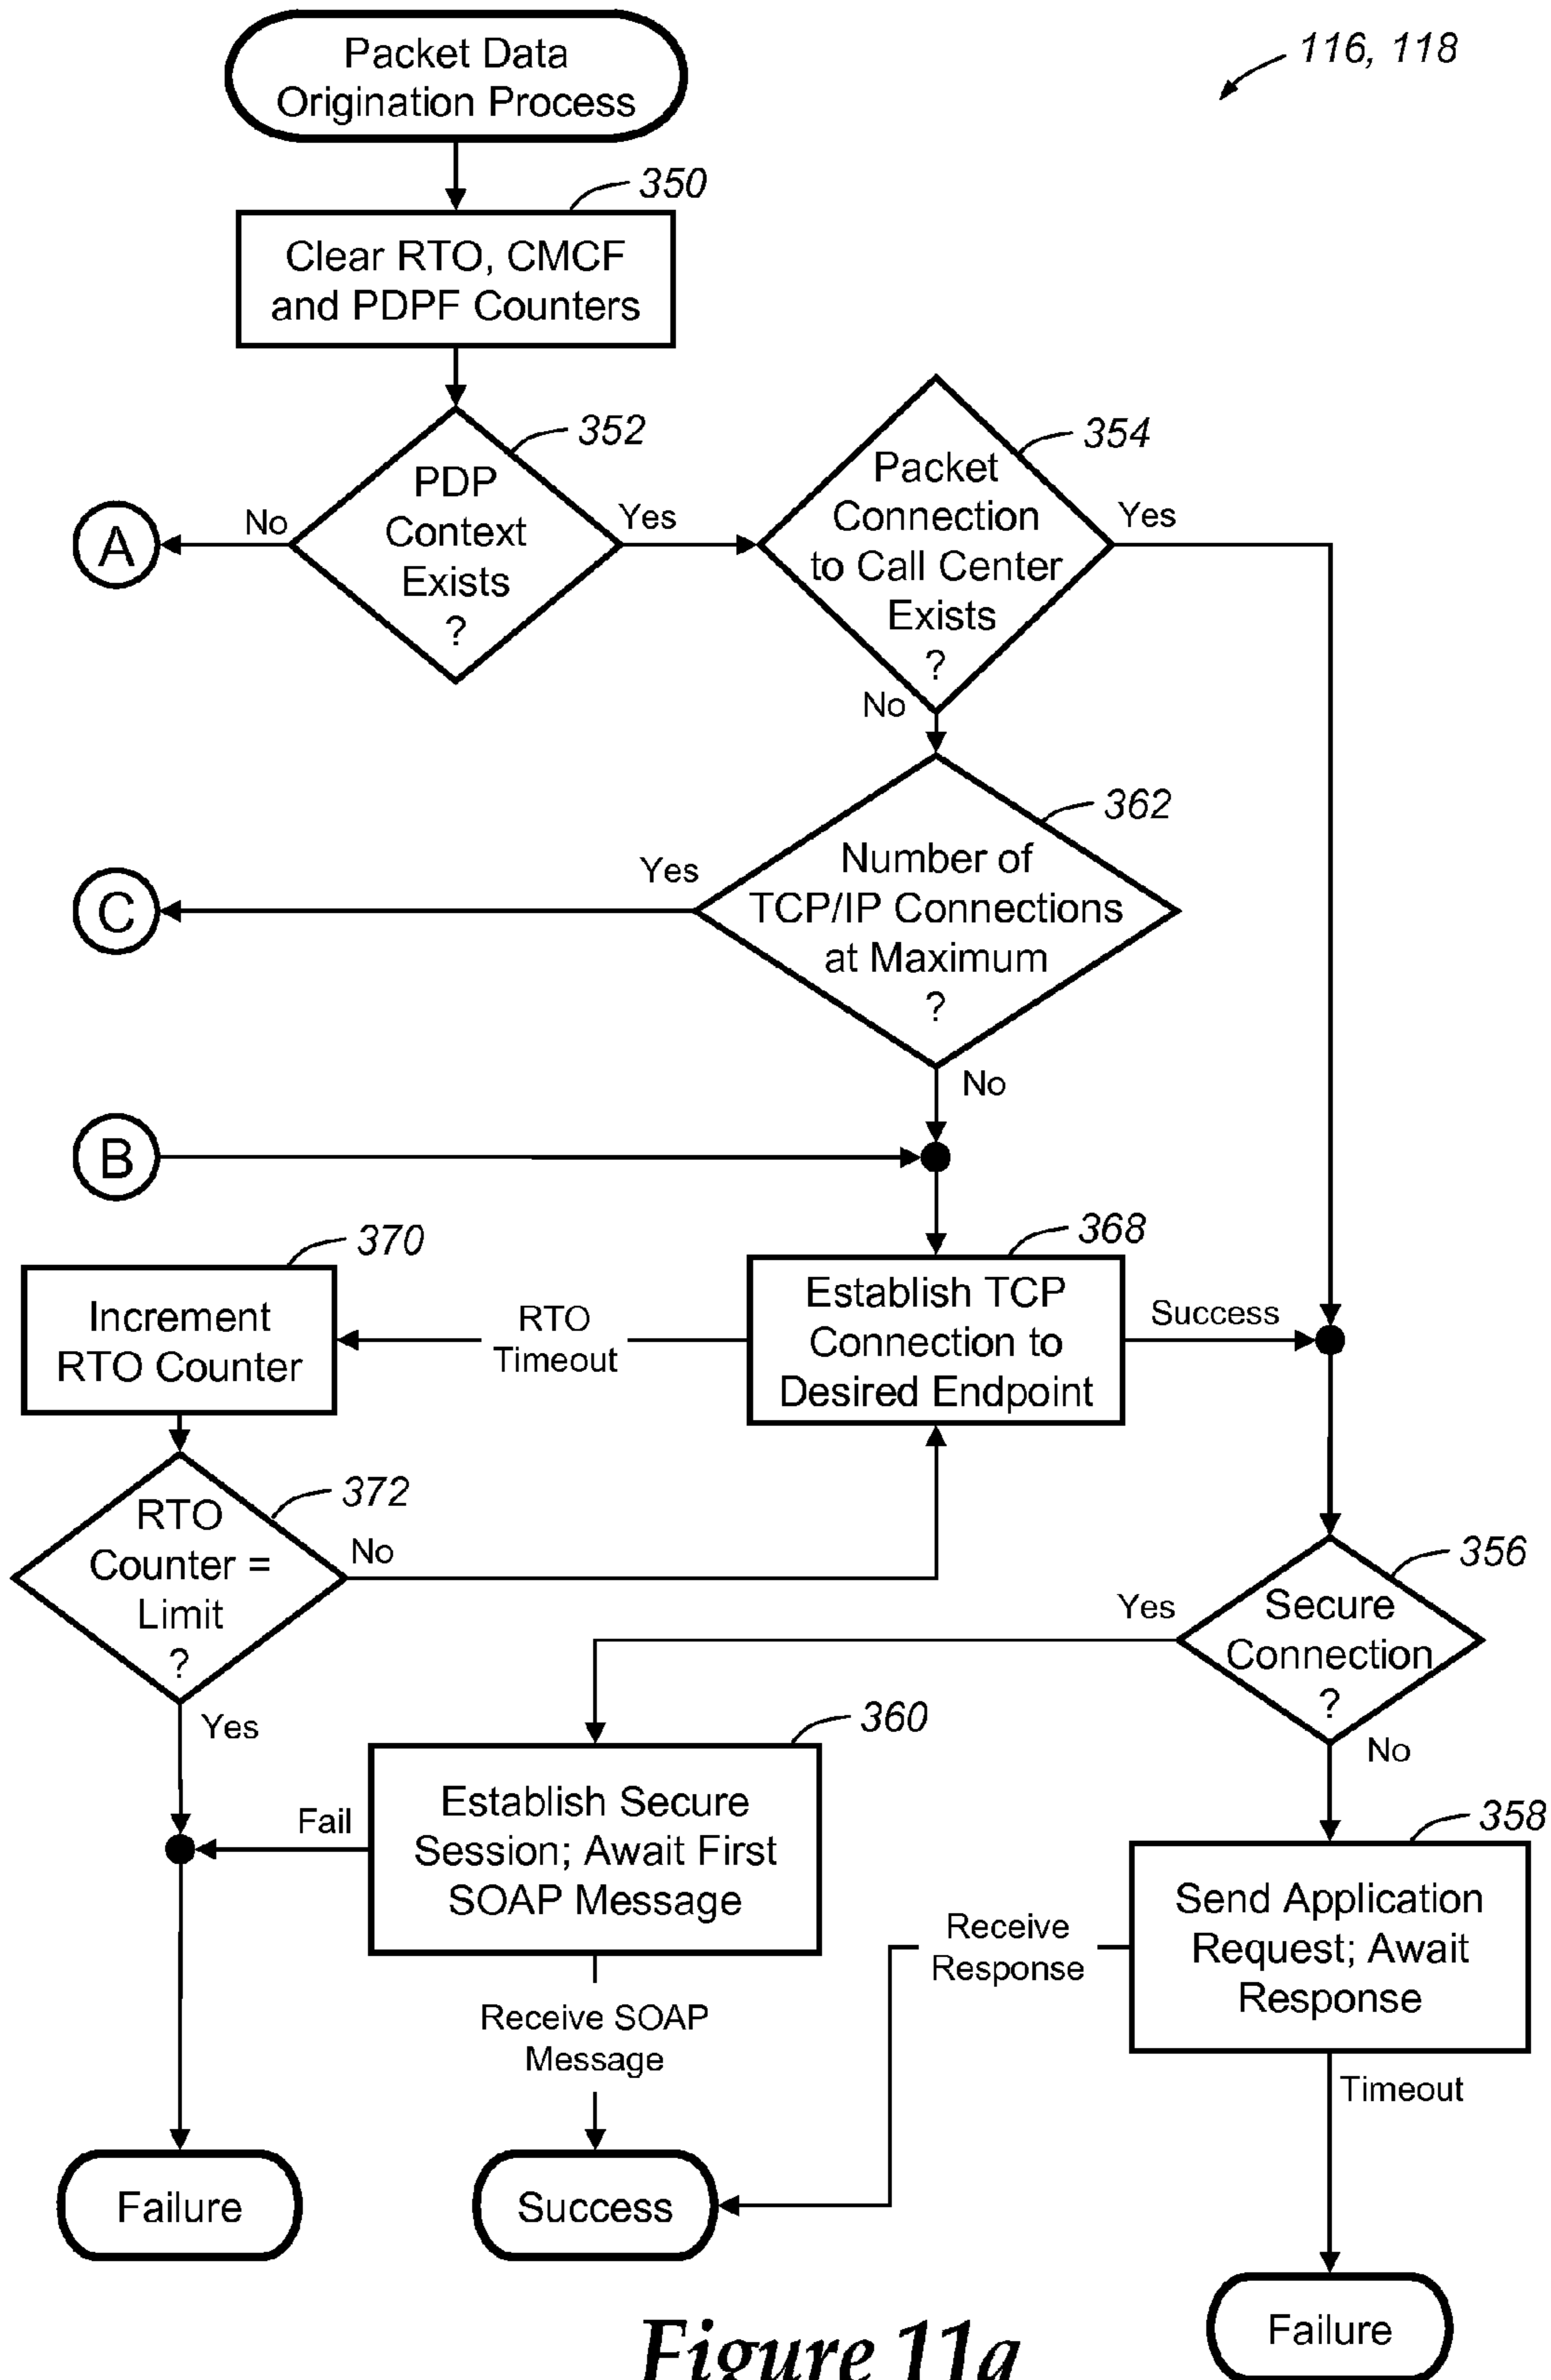 Packet Data
Origination Process
116, 118
350
Clear RTO, CMCF
and PDPF Counters
352
PDP
Context
Exists
?
No
A
Yes
354
Packet
Connection
to Call Center
Exists
?
Yes
No
362
Number of
TCP/IP Connections
at Maximum
?
Yes
C
No
B
368
Establish TCP
Connection to
Desired Endpoint
Success
RTO
Timeout
370
Increment
RTO Counter
372
RTO
Counter =
Limit
?
No
Yes
356
Secure
Connection
?
Yes
No
360
Establish Secure
Session; Await First
SOAP Message
Fail
Receive SOAP
Message
358
Send Application
Request; Await
Response
Receive
Response
Timeout
Failure
Success
Failure
Figure 11a